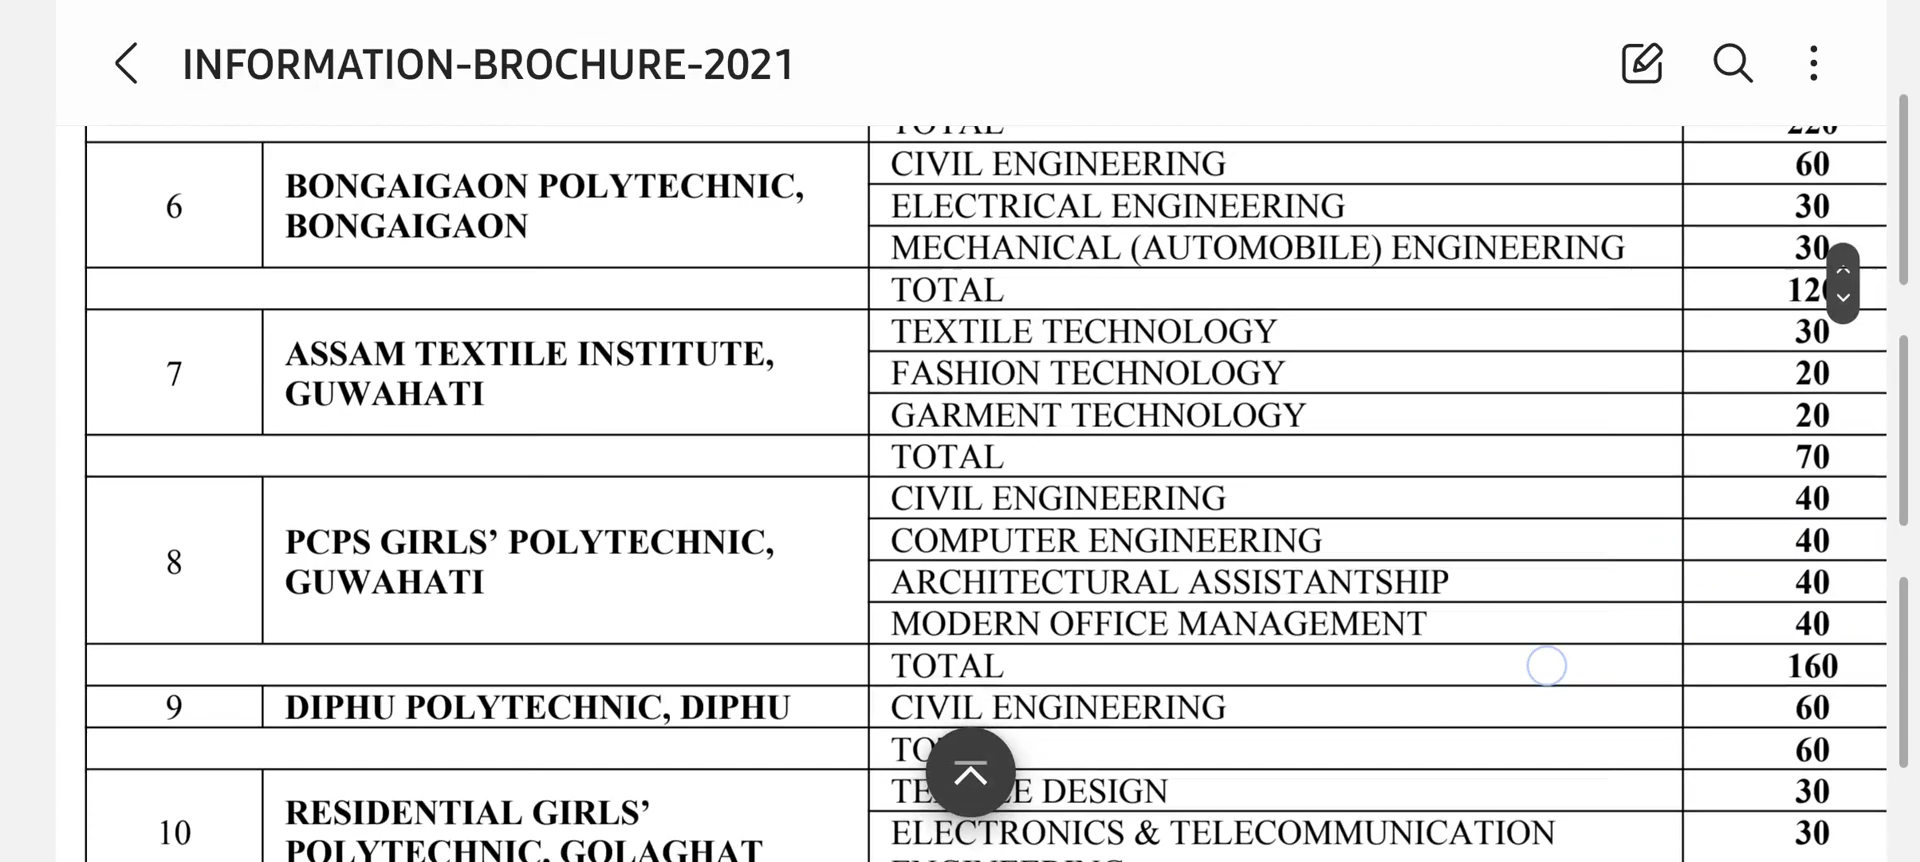 INFORMATION-BROCHURE-2021
220
6 BONGAIGAON POLYTECHNIC, BONGAIGAON CIVIL ENGINEERING 60
ELECTRICAL ENGINEERING 30
MECHANICAL (AUTOMOBILE) ENGINEERING 30
TOTAL 120
7 ASSAM TEXTILE INSTITUTE, GUWAHATI TEXTILE TECHNOLOGY 30
FASHION TECHNOLOGY 20
GARMENT TECHNOLOGY 20
TOTAL 70
8 PCPS GIRLS’ POLYTECHNIC, GUWAHATI CIVIL ENGINEERING 40
COMPUTER ENGINEERING 40
ARCHITECTURAL ASSISTANTSHIP 40
MODERN OFFICE MANAGEMENT 40
TOTAL 160
9 DIPHU POLYTECHNIC, DIPHU CIVIL ENGINEERING 60
60
10 RESIDENTIAL GIRLS’ POLYTECHNIC, GOLAGHAT DESIGN 30
ELECTRONICS & TELECOMMUNICATION 30